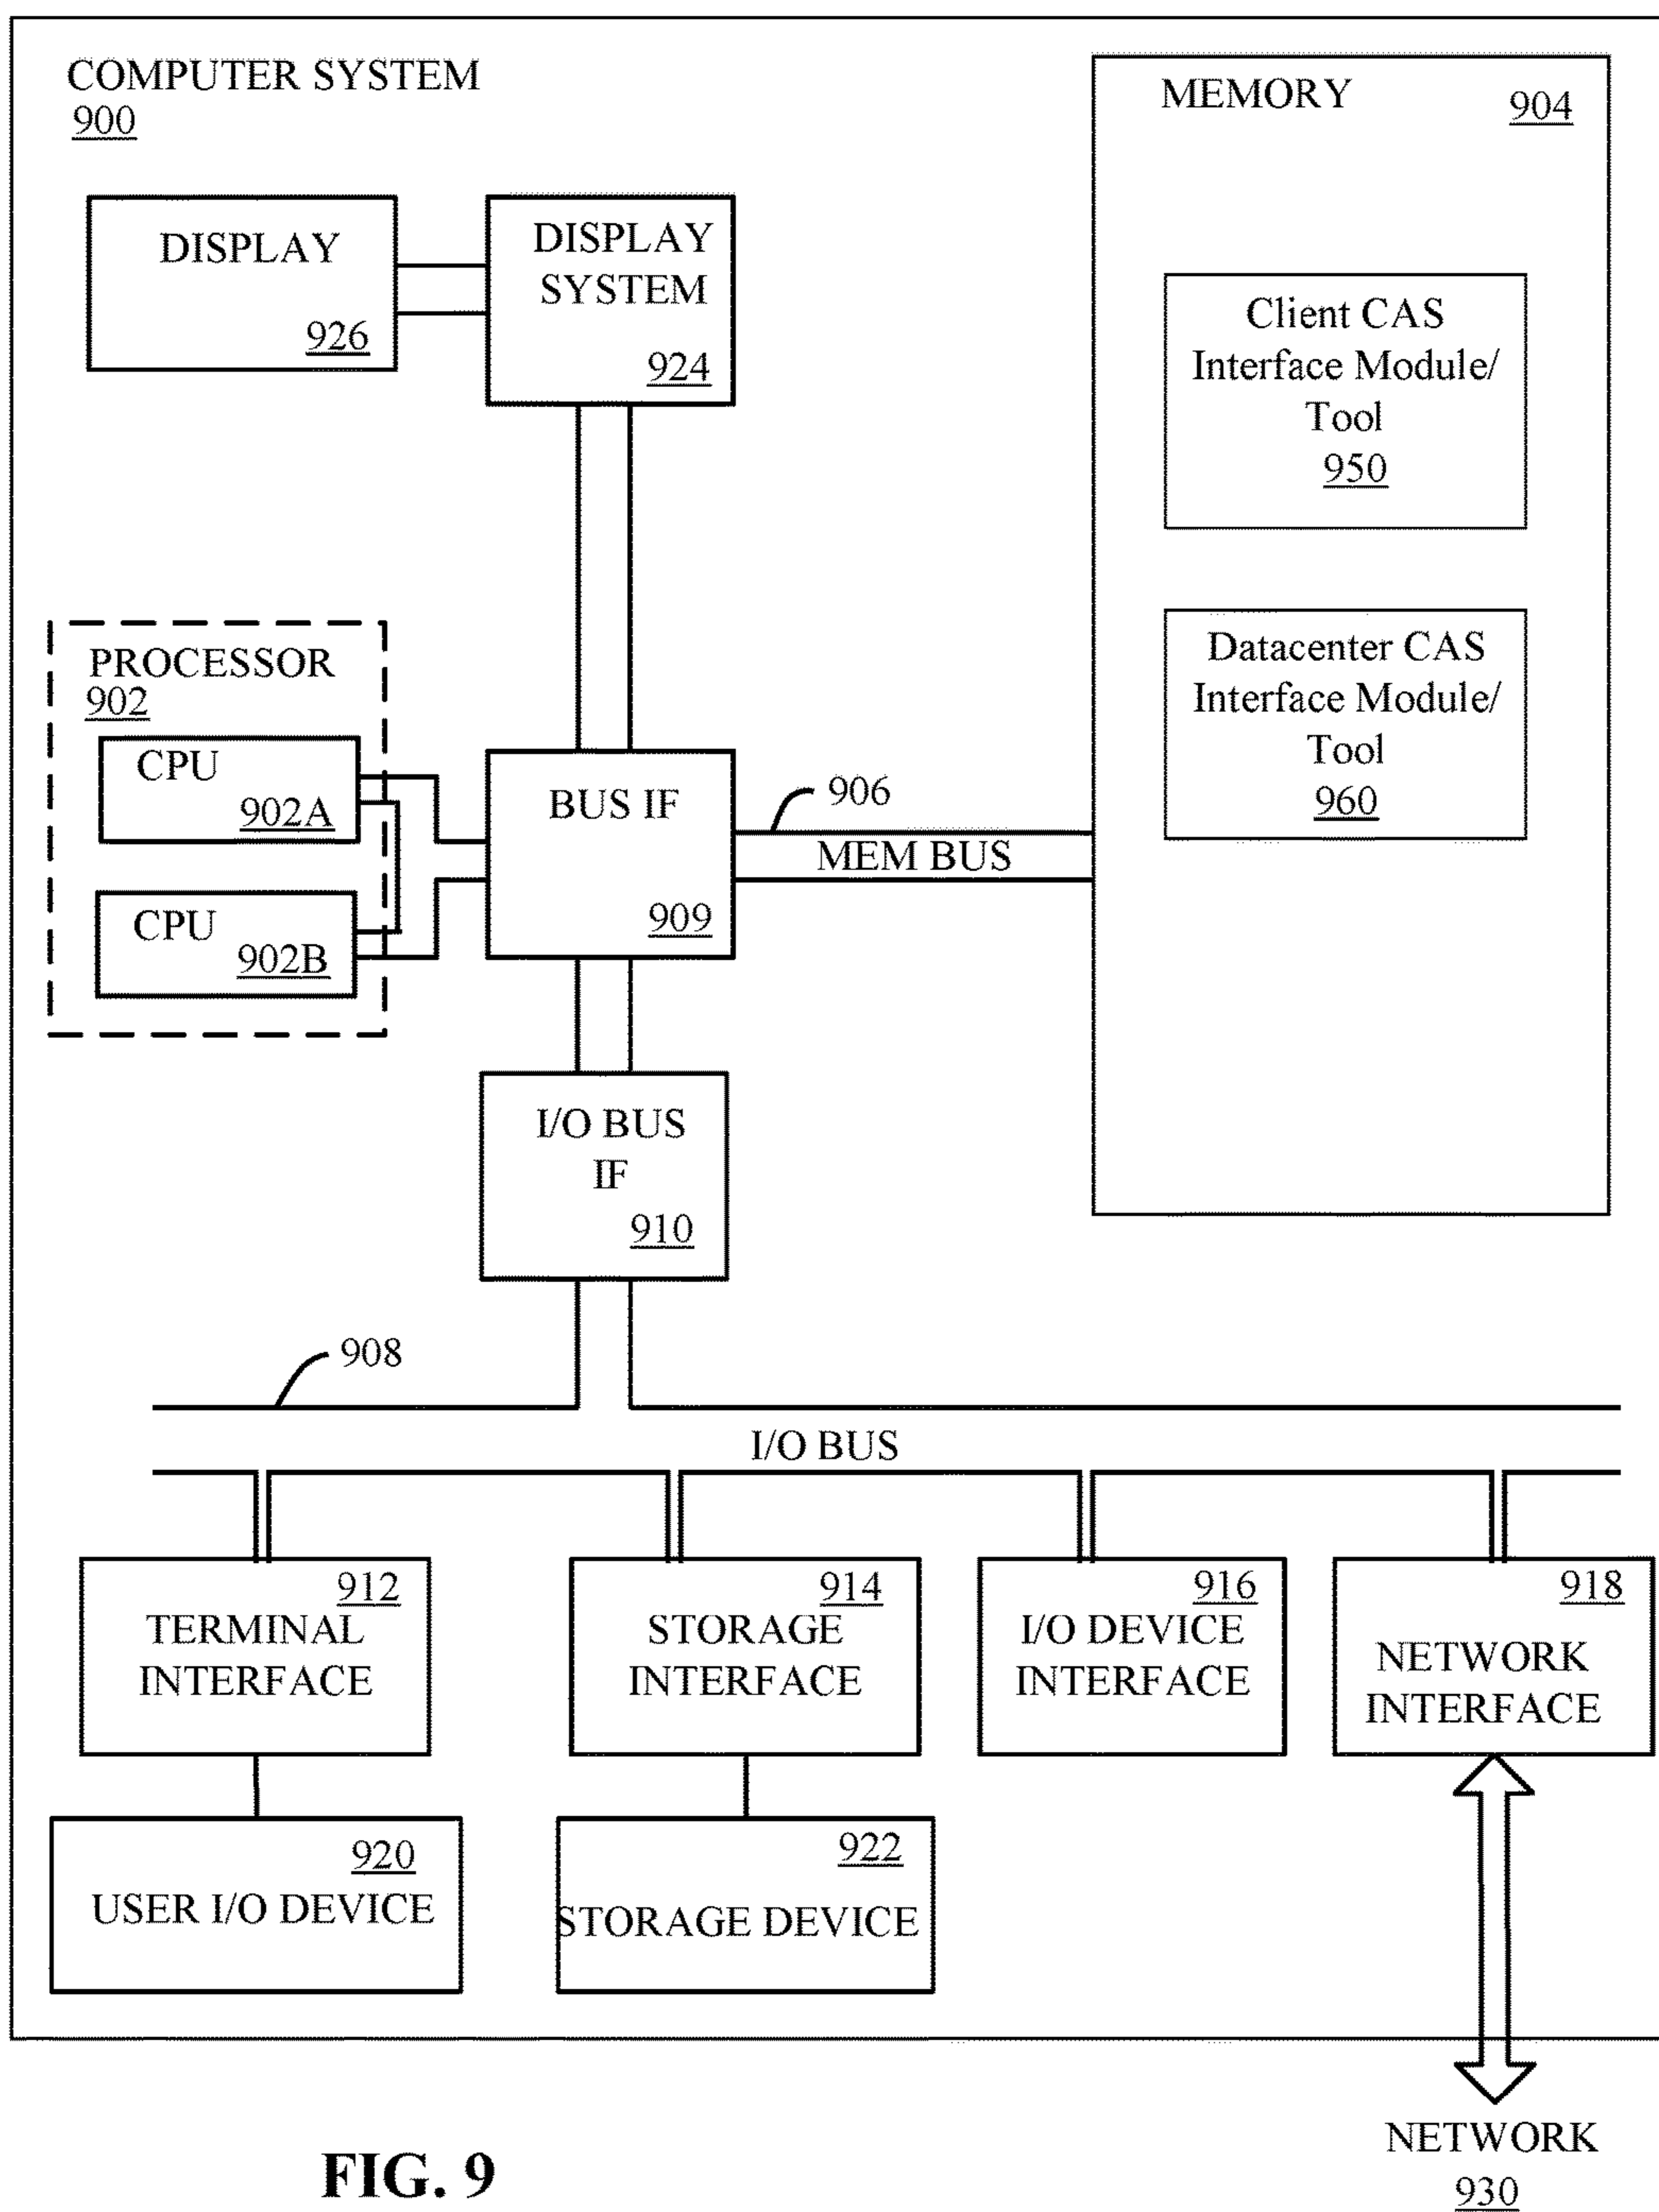 COMPUTER SYSTEM
900
MEMORY
904
DISPLAY
926
DISPLAY
SYSTEM
924
Client CAS
Interface Module/
Tool
950
Datacenter CAS
Interface Module/
Tool
960
PROCESSOR
902
CPU
902A
CPU
902B
BUS IF
909
906
MEM BUS
I/O BUS
IF
910
908
I/O BUS
912
TERMINAL
INTERFACE
914
STORAGE
INTERFACE
916
I/O DEVICE
INTERFACE
918
NETWORK
INTERFACE
920
USER I/O DEVICE
922
STORAGE DEVICE
NETWORK
930
FIG. 9